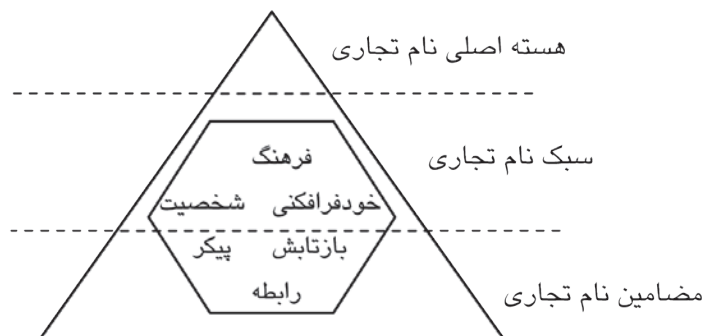 هسته اصلی نام تجاری
سبک نام تجاری
فرهنگ
خودفرافکنی شخصیت
بازتابش پیکر
رابطه
مضامین نام تجاری